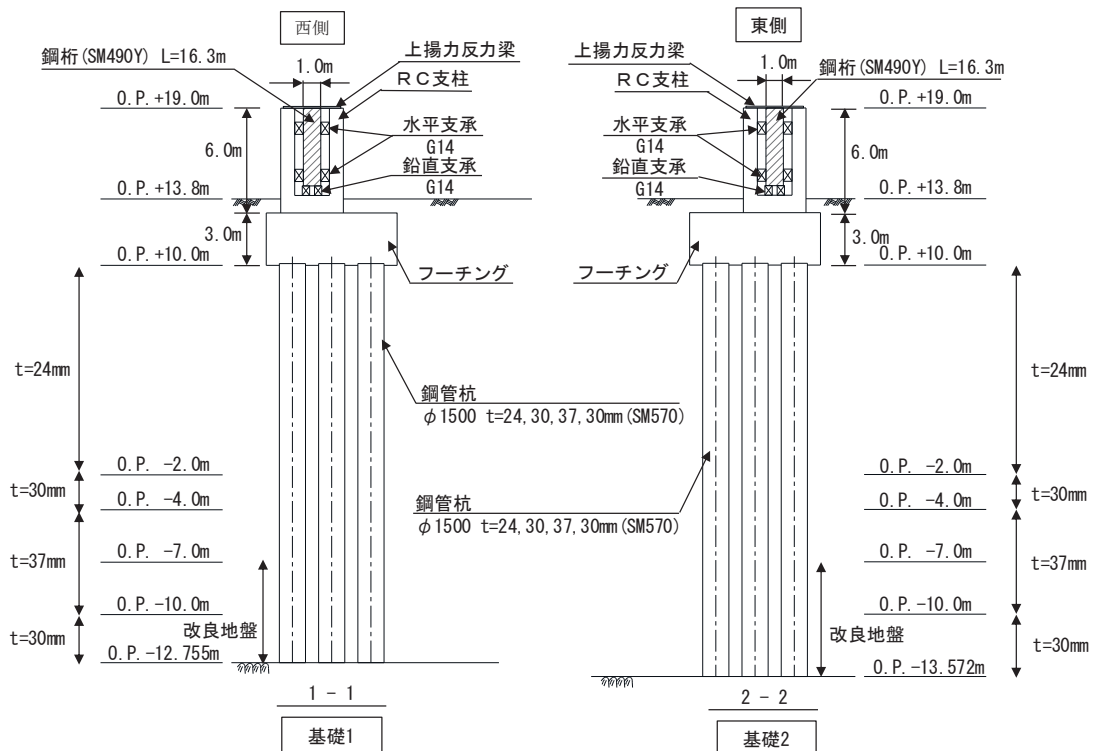 西側
鋼桁(SM490Y) L=16.3m
1.0m
上揚力反力梁
RC支柱
O.P.+19.0m
水平支承
G14
6.0m
鉛直支承
G14
O.P.+13.8m
3.0m
O.P.+10.0m
フーチング
t=24mm
鋼管杭
φ1500 t=24,30,37,30mm(SM570)
O.P. -2.0m
t=30mm
O.P. -4.0m
t=37mm
O.P. -7.0m
O.P.-10.0m
t=30mm
改良地盤
O.P.-12.755m
1 - 1
基礎1
東側
上揚力反力梁
1.0m
鋼桁(SM490Y) L=16.3m
RC支柱
O.P.+19.0m
水平支承
G14
6.0m
鉛直支承
G14
O.P.+13.8m
3.0m
O.P.+10.0m
フーチング
t=24mm
鋼管杭
φ1500 t=24,30,37,30mm(SM570)
O.P. -2.0m
t=30mm
O.P. -4.0m
t=37mm
O.P. -7.0m
O.P.-10.0m
t=30mm
改良地盤
O.P.-13.572m
2 - 2
基礎2